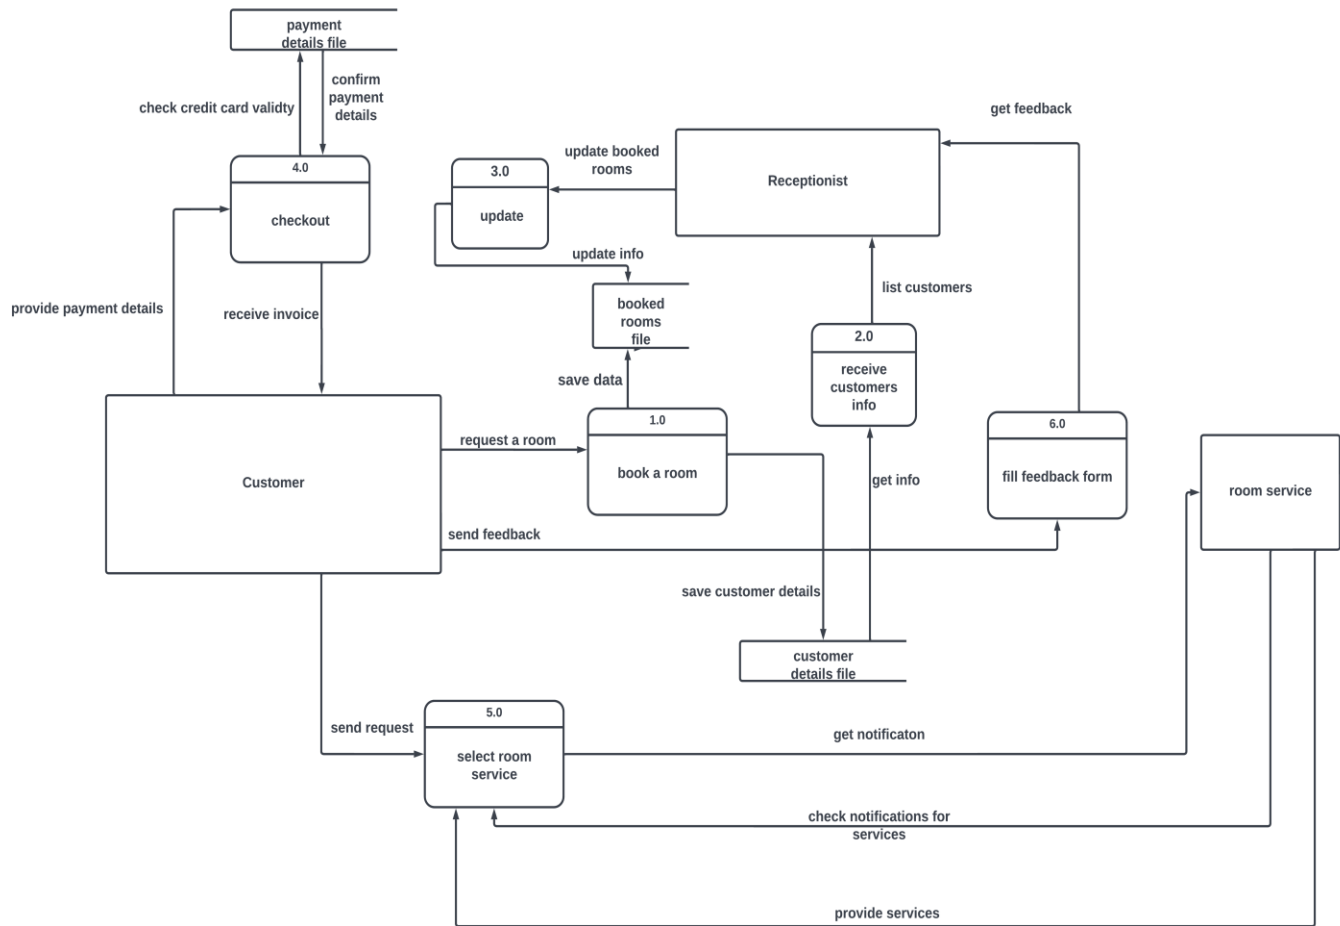 payment
details file
confirm
payment
details
check credit card validty
get feedback
4.0
checkout
3.0
update
update booked
rooms
Receptionist
update info
booked
rooms
file
list customers
provide payment details
receive invoice
2.0
receive
customers
info
save data
1.0
book a room
request a room
Customer
6.0
fill feedback form
get info
room service
send feedback
save customer details
customer
details file
5.0
select room
service
send request
get notificaton
check notifications for
services
provide services